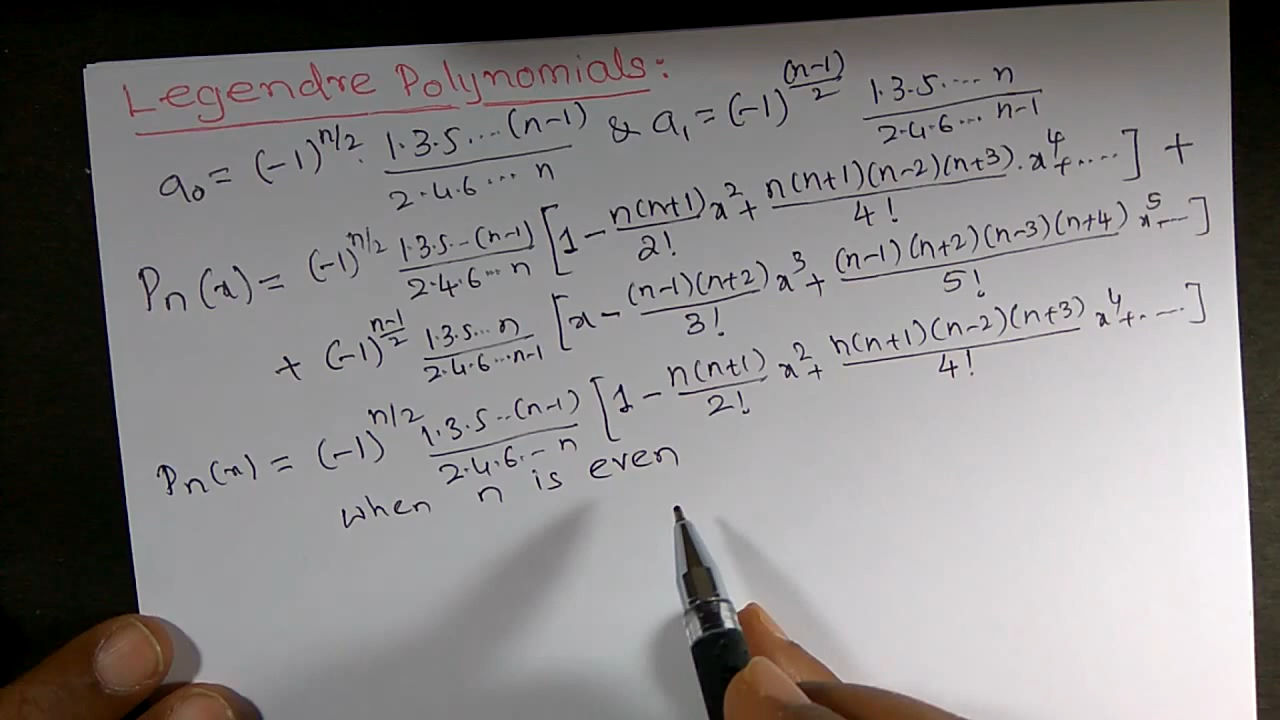 Legendre Polynomials:
a₀ = (-1)^(n/2) · (1·3·5...(n-1))/(2·4·6... n) & a₁ = (-1)^((n-1)/2) (1·3·5.... n)/(2·4·6... n-1)
Pₙ(x) = (-1)^(n/2) (1·3·5..(n-1))/(2·4·6... n) [1 - (n(n+1))/(2!) x² + (n(n+1)(n-2)(n+3))/(4!) · x⁴ + ....] +
+ (-1)^((n-1)/2) (1·3·5... n)/(2·4·6...n-1) [x - ((n-1)(n+2))/(3!) x³ + ((n-1)(n+2)(n-3)(n+4))/(5!) x⁵ ....]
Pₙ(x) = (-1)^(n/2) (1·3·5..(n-1))/(2·4·6.. n) [1 - (n(n+1))/(2!) x² + (n(n+1)(n-2)(n+3))/(4!) x⁴ + ....]
when n is even